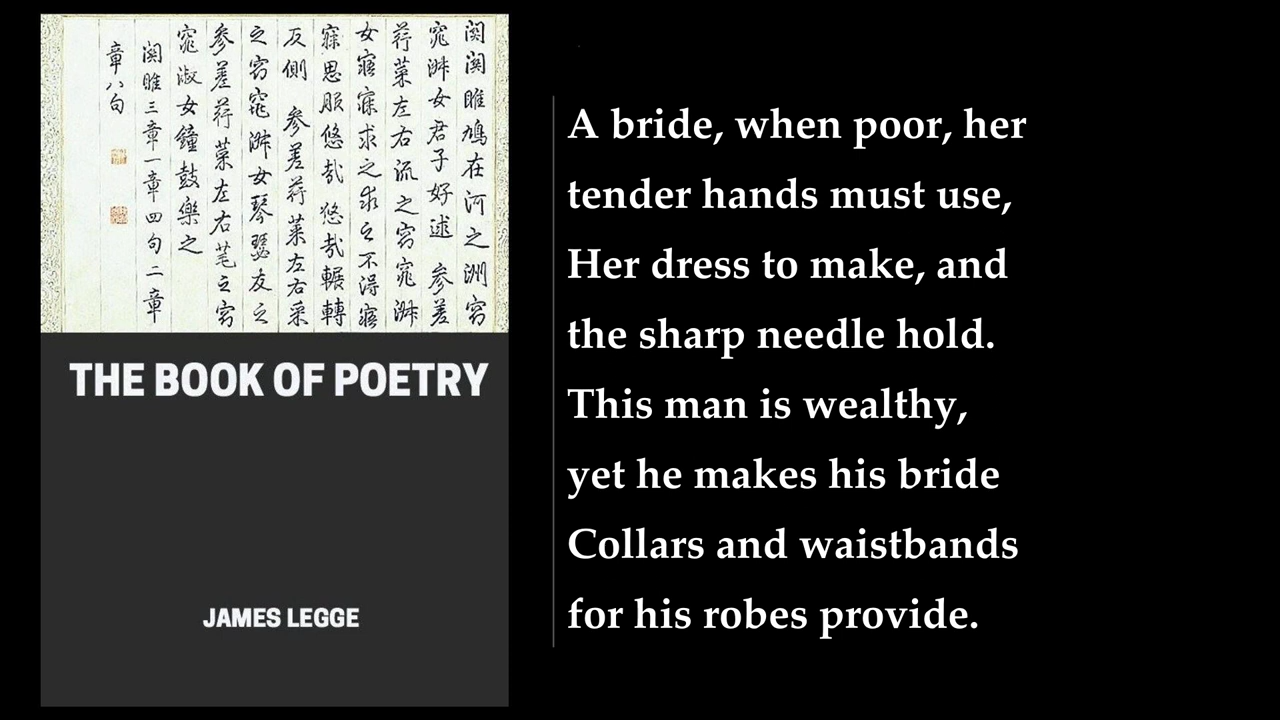 関関雎鳩在河之洲窈
窕淑女君子好逑 參差
荇菜左右流之窈窕淑
女寤寐求之求之不得寤
寐思服悠哉悠哉輾轉
反側 參差荇菜左右采
之窈窕淑女琴瑟友之
參差荇菜左右芼之窈
窕淑女鐘鼓樂之
関雎三章一章四句二章
章八句
THE BOOK OF POETRY
JAMES LEGGE
A bride, when poor, her
tender hands must use,
Her dress to make, and
the sharp needle hold.
This man is wealthy,
yet he makes his bride
Collars and waistbands
for his robes provide.